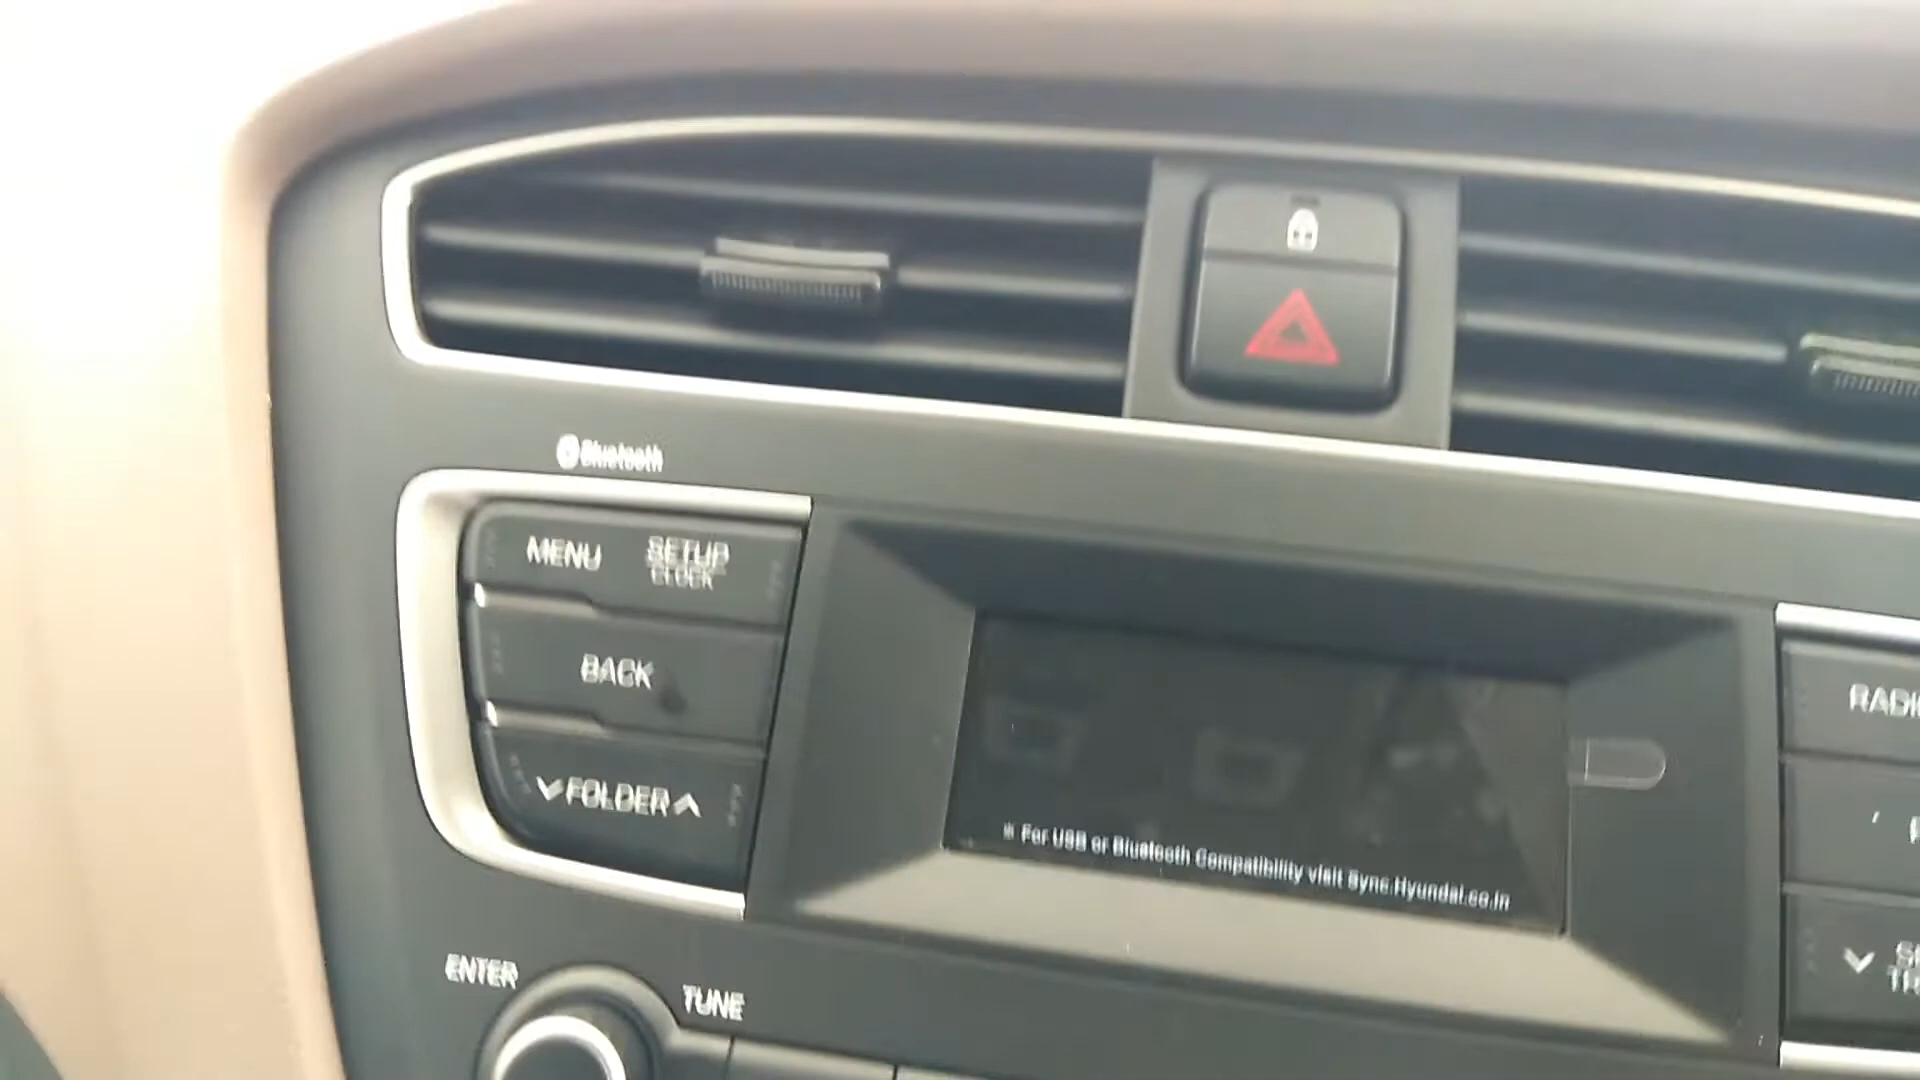 Bluetooth
MENU SETUP
CLOCK
BACK
FOLDER
※ For USB or Bluetooth Compatibility visit Sync.Hyundai.co.in
ENTER
TUNE